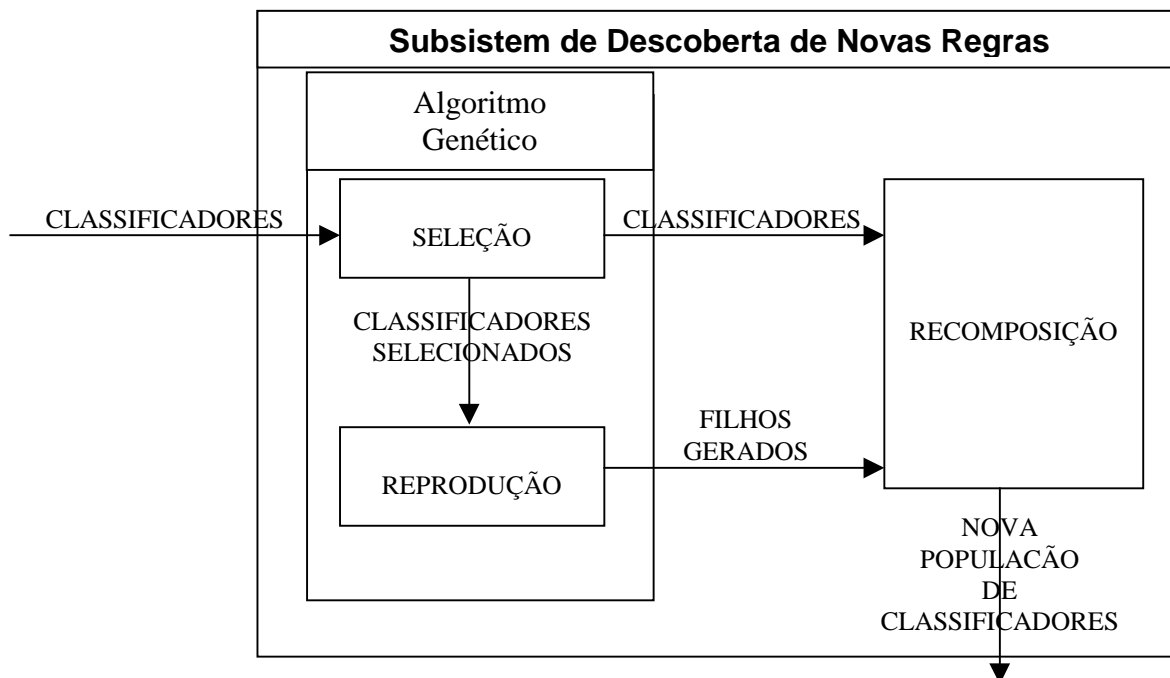 Subsistem de Descoberta de Novas Regras
Algoritmo
Genético
CLASSIFICADORES
SELEÇÃO
CLASSIFICADORES
CLASSIFICADORES
SELECIONADOS
RECOMPOSIÇÃO
REPRODUÇÃO
FILHOS
GERADOS
NOVA
POPULACÃO
DE
CLASSIFICADORES